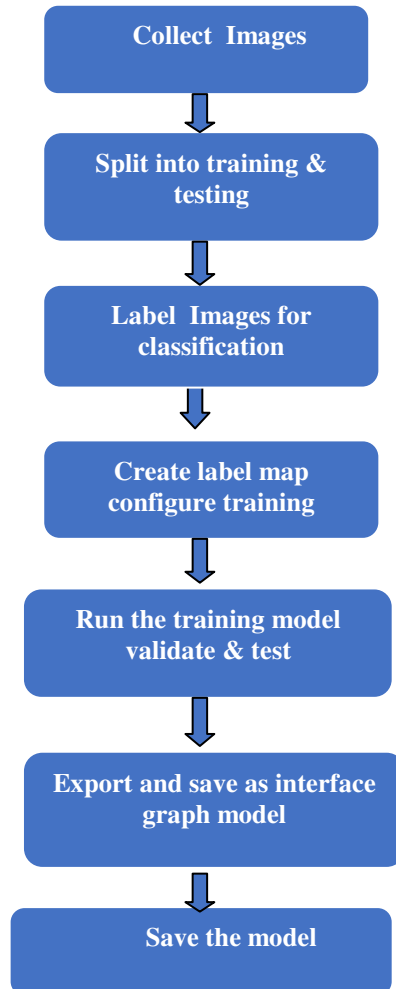 Collect Images
Split into training &
testing
Label Images for
classification
Create label map
configure training
Run the training model
validate & test
Export and save as interface
graph model
Save the model